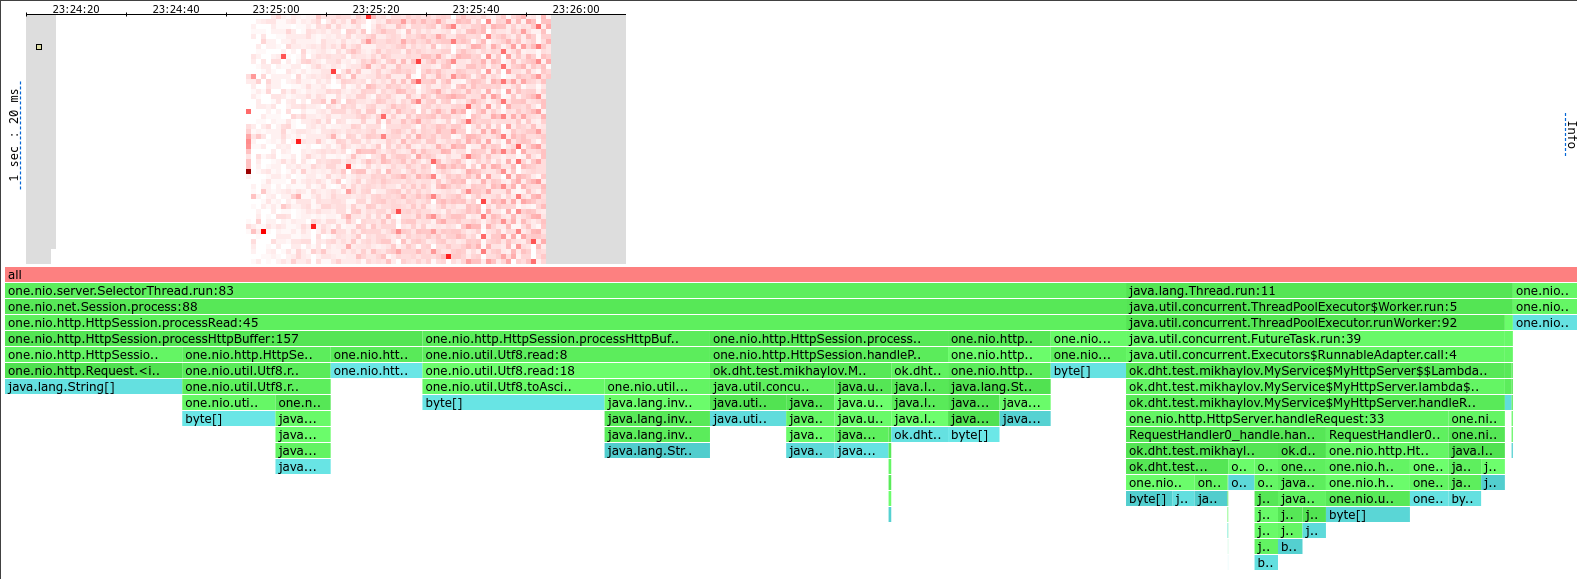 23:24:20 23:24:40 23:25:00 23:25:20 23:25:40 23:26:00
1 sec : 20 ms
Info
all
one.nio.server.SelectorThread.run:83 java.lang.Thread.run:11 one.nio..
one.nio.net.Session.process:88 java.util.concurrent.ThreadPoolExecutor$Worker.run:5 one.nio..
one.nio.http.HttpSession.processRead:45 java.util.concurrent.ThreadPoolExecutor.runWorker:92 one.nio..
one.nio.http.HttpSession.processHttpBuffer:157 one.nio.http.HttpSession.processHttpBuf.. one.nio.http.HttpSession.process.. one.nio.http.. one.nio... java.util.concurrent.FutureTask.run:39
one.nio.http.HttpSessio.. one.nio.http.HttpSe.. one.nio.htt.. one.nio.util.Utf8.read:8 one.nio.http.HttpSession.handleP.. one.nio.http.. one.nio... java.util.concurrent.Executors$RunnableAdapter.call:4
one.nio.http.Request.<i.. one.nio.util.Utf8.r.. one.nio.htt.. one.nio.util.Utf8.read:18 ok.dht.test.mikhaylov.M.. ok.dht.. one.nio.http.. byte[] ok.dht.test.mikhaylov.MyService$MyHttpServer$$Lambda..
java.lang.String[] one.nio.util.Utf8.r.. one.nio.util.Utf8.toAsci.. one.nio.util... java.util.concu.. java.u.. java.l.. java.lang.St.. ok.dht.test.mikhaylov.MyService$MyHttpServer.lambda$..
one.nio.uti.. one.n.. byte[] java.lang.inv.. java.uti.. java.. java.u.. java.l.. java... java... ok.dht.test.mikhaylov.MyService$MyHttpServer.handleR..
byte[] java... java.lang.inv.. java.uti.. java.. java.u.. java.l.. java... java... one.nio.http.HttpServer.handleRequest:33 one.ni..
java... java.lang.inv.. java.. java... ok.dht.. byte[] RequestHandler0_handle.han.. RequestHandler0.. one.ni..
java... java.lang.Str.. java.. java... ok.dht.test.mikhayl.. ok.d.. one.nio.http.Ht.. java.l..
java... ok.dht.test... o.. o.. one... one.nio.h.. one.. ja.. j..
one.nio.. on.. o.. o.. java.. one.nio.h.. one.. ja.. j..
byte[] j.. ja.. j.. java.. one.nio.u.. one.. by..
j.. j.. j.. byte[]
j.. j.. j..
j.. b..
b..